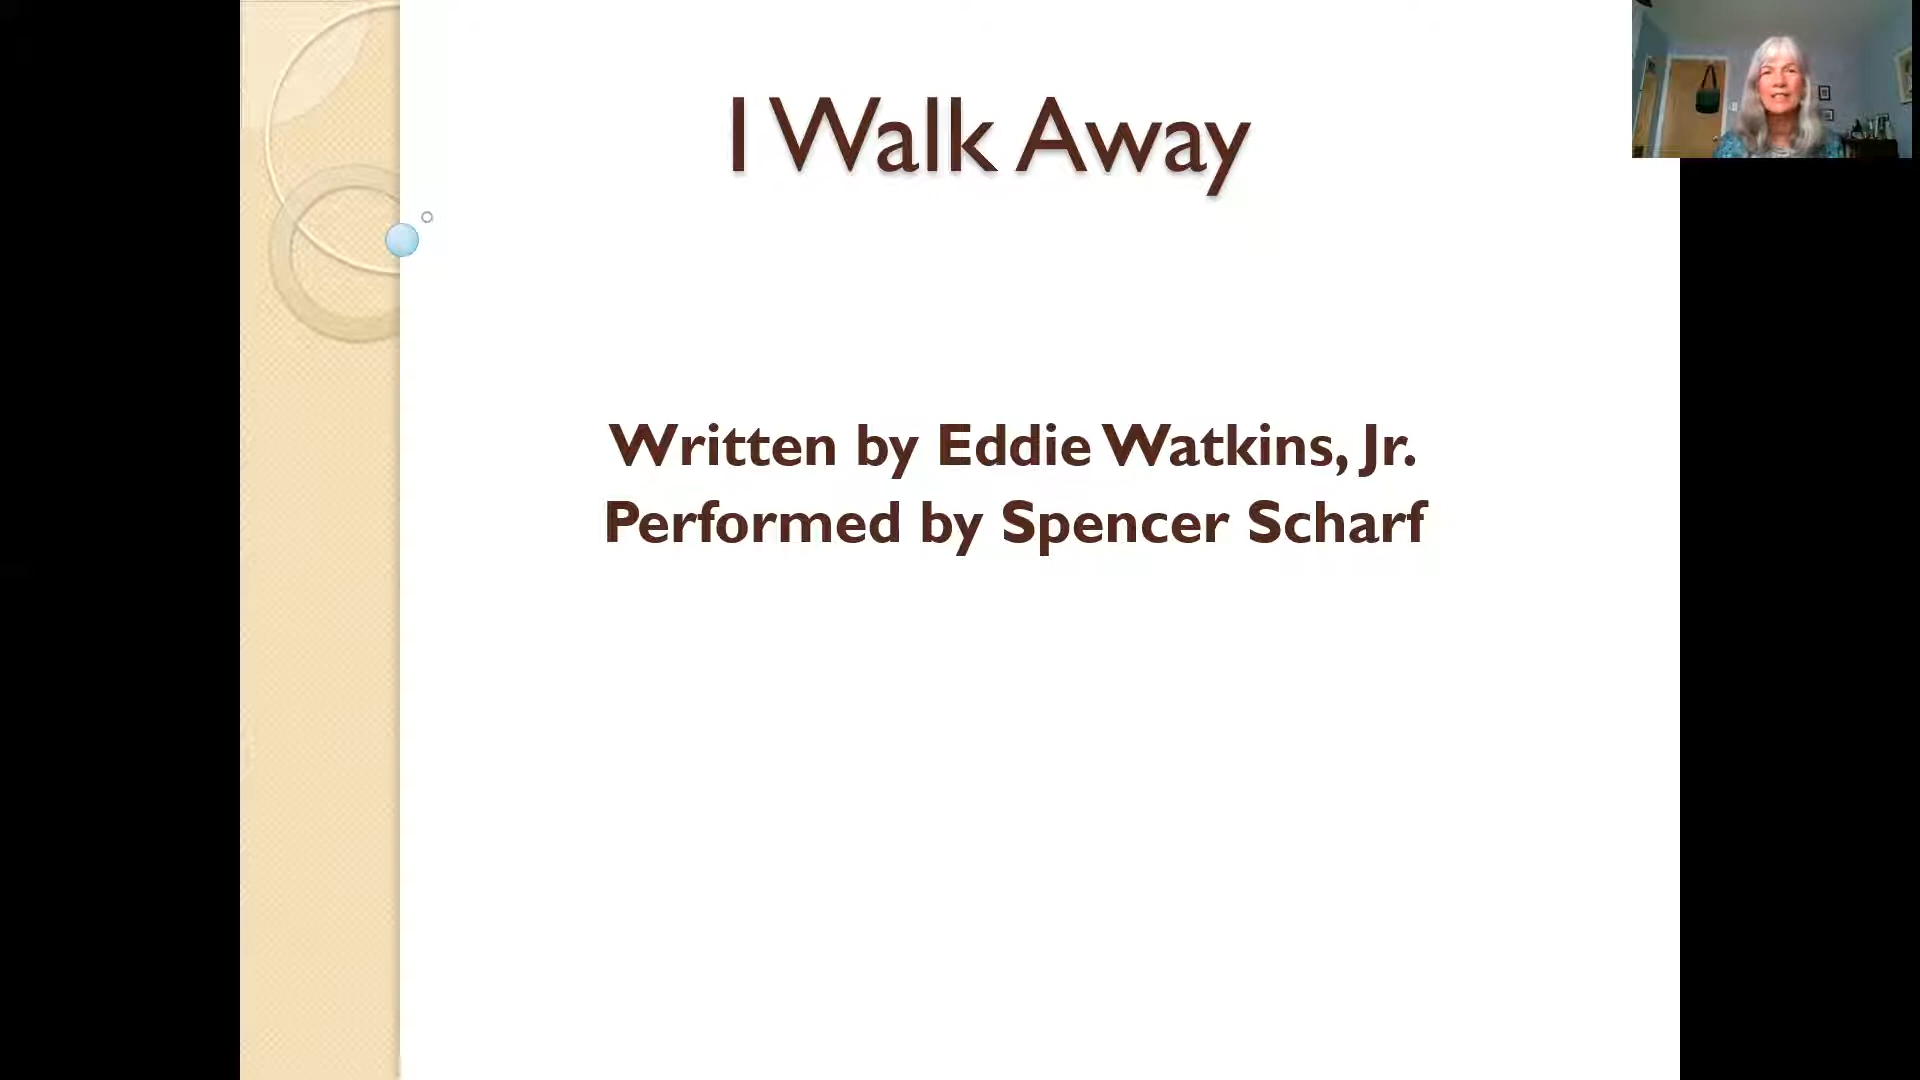 I Walk Away
Written by Eddie Watkins, Jr.
Performed by Spencer Scharf